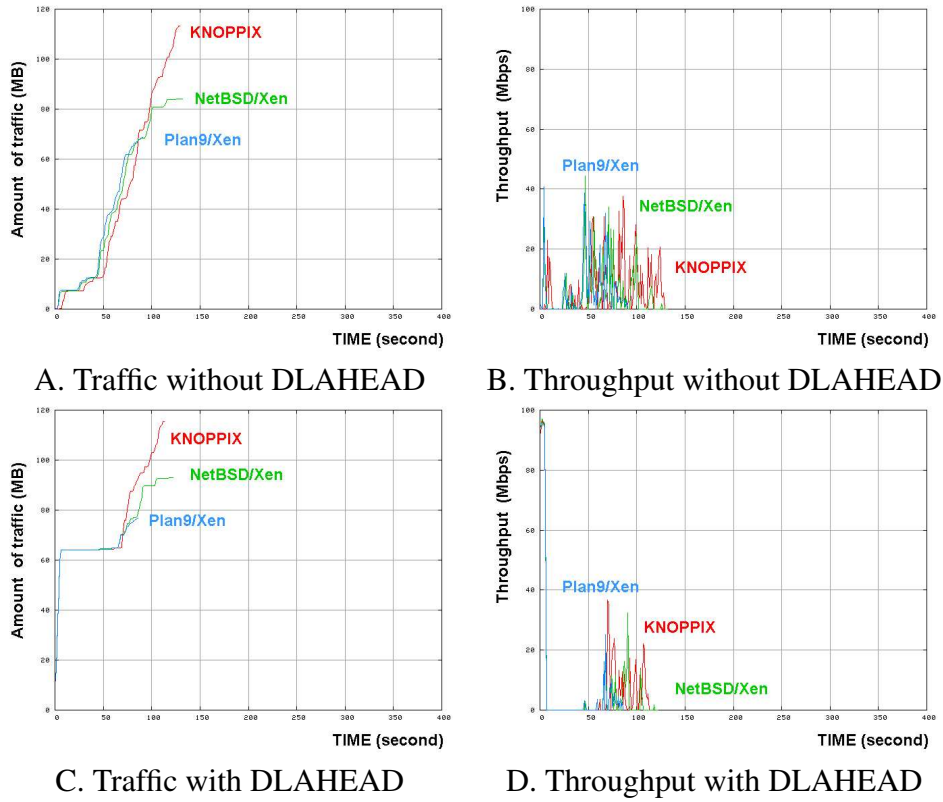 120
100
80
60
40
20
0
0 50 100 150 200 250 300 350 400
Amount of traffic (MB)
KNOPPIX
NetBSD/Xen
Plan9/Xen
TIME (second)
A. Traffic without DLAHEAD
100
80
60
40
20
0
0 50 100 150 200 250 300 350 400
Throughput (Mbps)
Plan9/Xen
NetBSD/Xen
KNOPPIX
TIME (second)
B. Throughput without DLAHEAD
120
100
80
60
40
20
0
0 50 100 150 200 250 300 350 400
Amount of traffic (MB)
KNOPPIX
NetBSD/Xen
Plan9/Xen
TIME (second)
C. Traffic with DLAHEAD
100
80
60
40
20
0
0 50 100 150 200 250 300 350 400
Throughput (Mbps)
Plan9/Xen
KNOPPIX
NetBSD/Xen
TIME (second)
D. Throughput with DLAHEAD